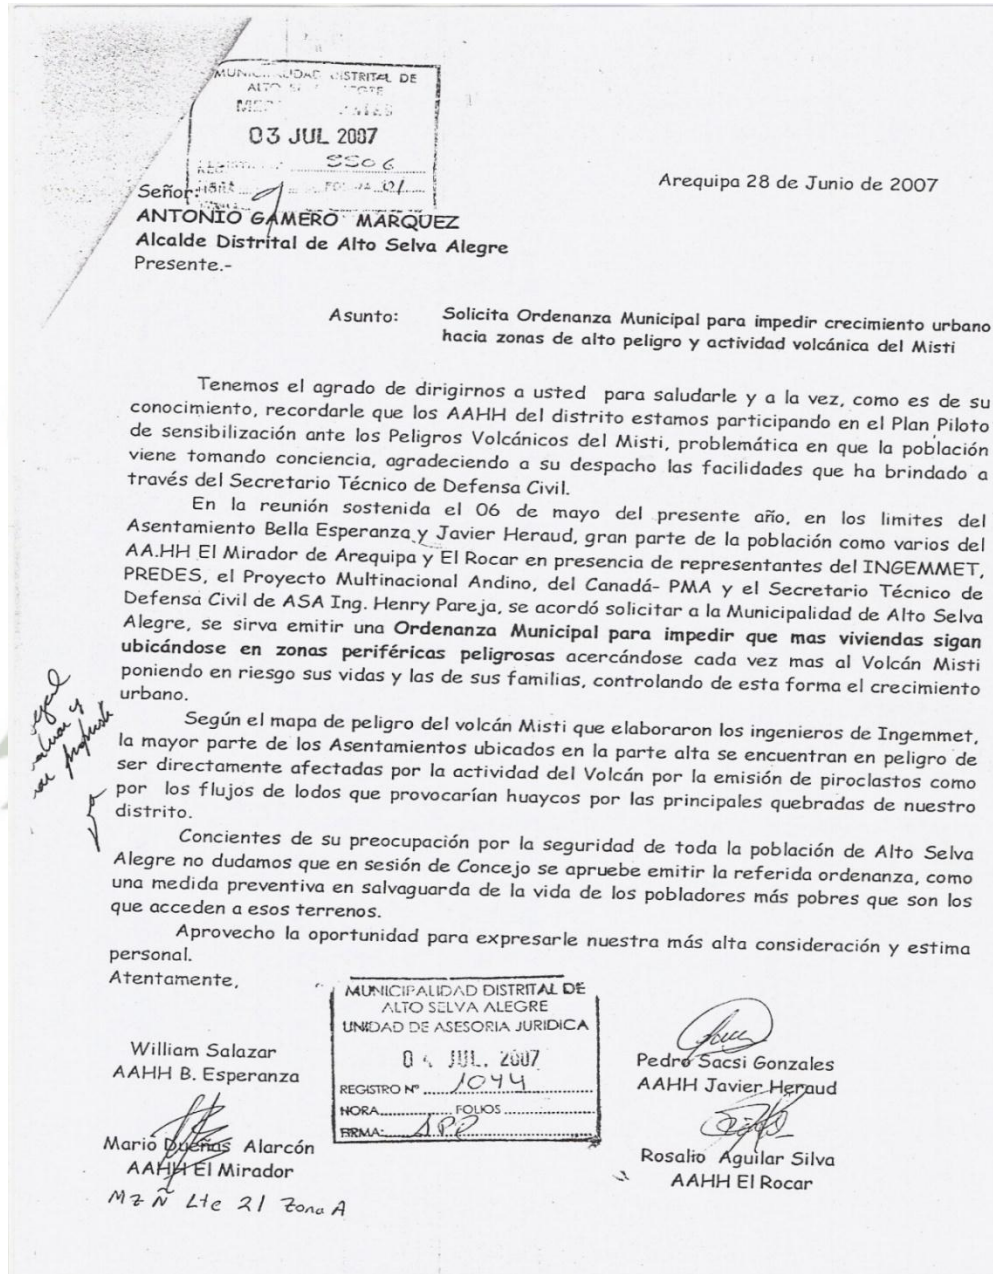 MUNICIPALIDAD DISTRITAL DE
ALTO
03 JUL 2007
5506
01
Arequipa 28 de Junio de 2007
Señor:
ANTONIO GAMERO MARQUEZ
Alcalde Distrital de Alto Selva Alegre
Presente.-
Asunto: Solicita Ordenanza Municipal para impedir crecimiento urbano
hacia zonas de alto peligro y actividad volcánica del Misti
Tenemos el agrado de dirigirnos a usted para saludarle y a la vez, como es de su
conocimiento, recordarle que los AAHH del distrito estamos participando en el Plan Piloto
de sensibilización ante los Peligros Volcánicos del Misti, problemática en que la población
viene tomando conciencia, agradeciendo a su despacho las facilidades que ha brindado a
través del Secretario Técnico de Defensa Civil.
En la reunión sostenida el 06 de mayo del presente año, en los limites del
Asentamiento Bella Esperanza y Javier Heraud, gran parte de la población como varios del
AA.HH El Mirador de Arequipa y El Rocar en presencia de representantes del INGEMMET,
PREDES, el Proyecto Multinacional Andino, del Canadá- PMA y el Secretario Técnico de
Defensa Civil de ASA Ing. Henry Pareja, se acordó solicitar a la Municipalidad de Alto Selva
Alegre, se sirva emitir una Ordenanza Municipal para impedir que mas viviendas sigan
ubicándose en zonas periféricas peligrosas acercándose cada vez mas al Volcán Misti
poniendo en riesgo sus vidas y las de sus familias, controlando de esta forma el crecimiento
urbano.
Según el mapa de peligro del volcán Misti que elaboraron los ingenieros de Ingemmet,
la mayor parte de los Asentamientos ubicados en la parte alta se encuentran en peligro de
ser directamente afectadas por la actividad del Volcán por la emisión de piroclastos como
por los flujos de lodos que provocarían huaycos por las principales quebradas de nuestro
distrito.
Concientes de su preocupación por la seguridad de toda la población de Alto Selva
Alegre no dudamos que en sesión de Concejo se apruebe emitir la referida ordenanza, como
una medida preventiva en salvaguarda de la vida de los pobladores más pobres que son los
que acceden a esos terrenos.
Aprovecho la oportunidad para expresarle nuestra más alta consideración y estima
personal.
Atentamente,
MUNICIPALIDAD DISTRITAL DE
ALTO SELVA ALEGRE
UNIDAD DE ASESORIA JURIDICA
04 JUL. 2007
REGISTRO Nº 1044
HORA FOLIOS
FIRMA:
William Salazar
AAHH B. Esperanza
Pedro Sacsi Gonzales
AAHH Javier Heraud
Mario Dueñas Alarcón
AAHH El Mirador
Mz Ñ Lte 21 Zona A
Rosalio Aguilar Silva
AAHH El Rocar